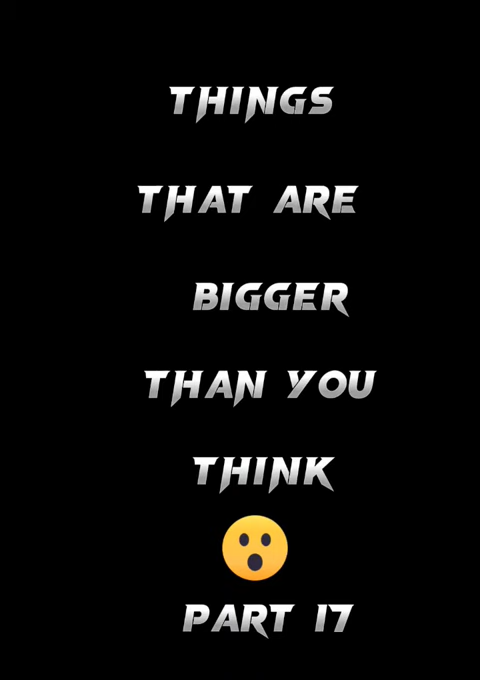 THINGS
THAT ARE
BIGGER
THAN YOU
THINK
😮
PART 17